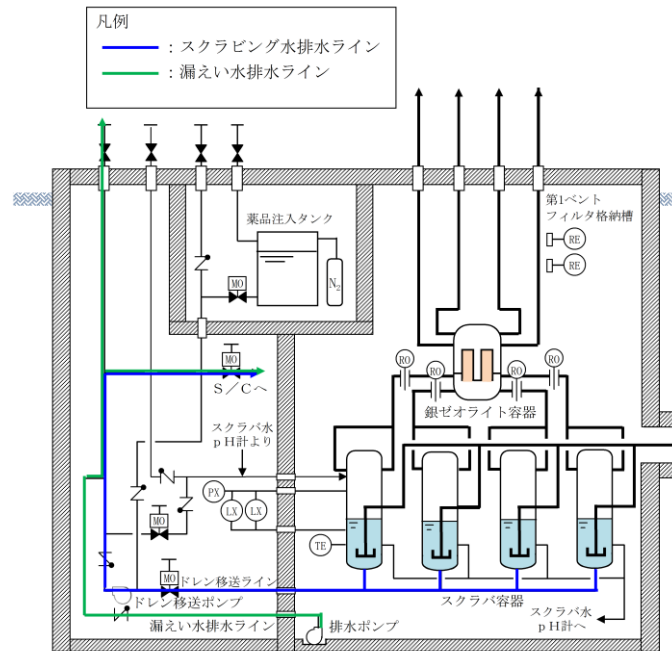 凡例
：スクラビング水排水ライン
：漏えい水排水ライン
第1ベント
フィルタ格納槽
薬品注入タンク
RE
RE
MO
N2
MO
S／Cへ
RO
RO
RO
RO
銀ゼオライト容器
スクラバ水
pH計より
PX
LX
LX
MO
TE
MO
ドレン移送ライン
ドレン移送ポンプ
スクラバ容器
漏えい水排水ライン
排水ポンプ
スクラバ水
pH計へ